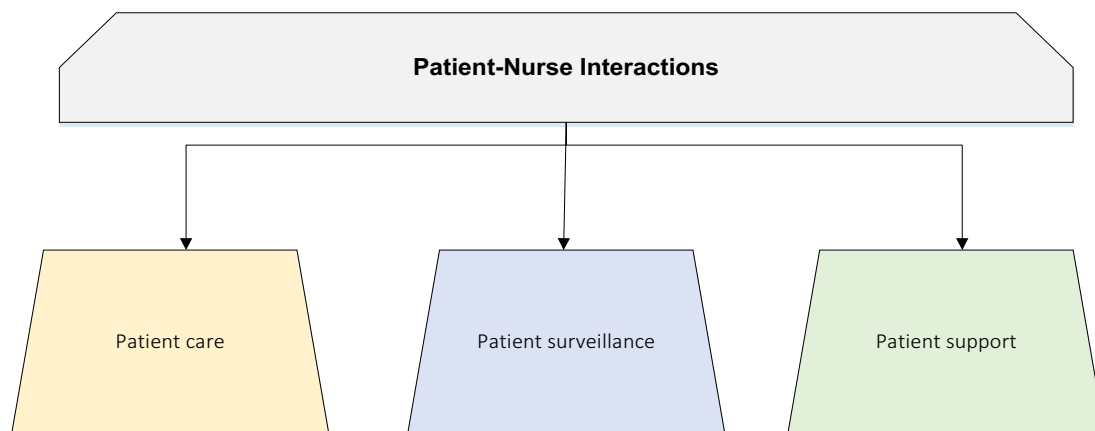 Patient-Nurse Interactions
Patient care
Patient surveillance
Patient support